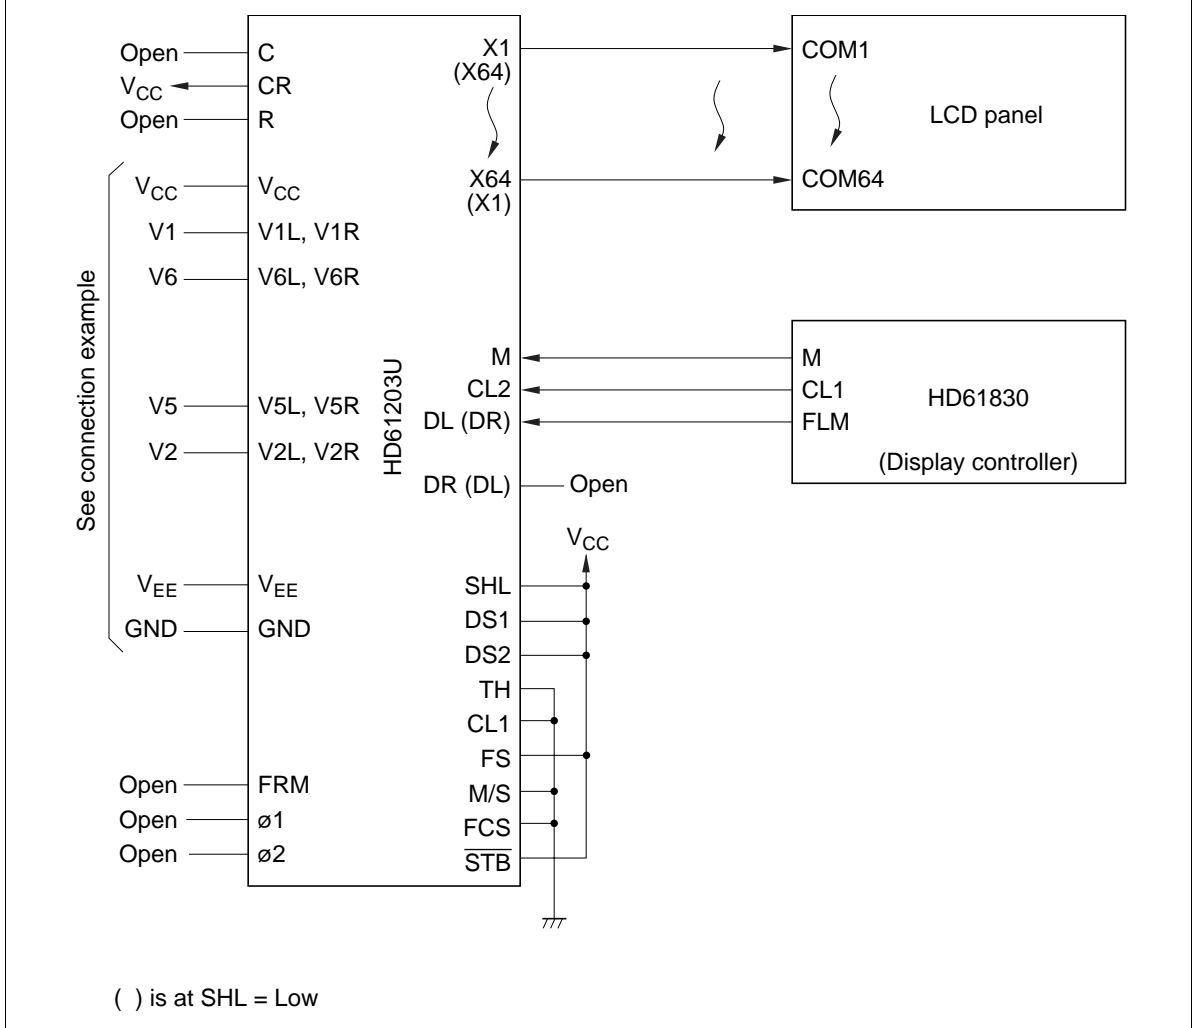 Open C
VCC CR
Open R
VCC VCC
V1 V1L, V1R
V6 V6L, V6R
V5 V5L, V5R
V2 V2L, V2R
VEE VEE
GND GND
Open FRM
Open ø1
Open ø2
See connection example
HD61203U
X1
(X64)
X64
(X1)
M
CL2
DL (DR)
DR (DL) Open
VCC
SHL
DS1
DS2
TH
CL1
FS
M/S
FCS
STB
COM1
LCD panel
COM64
M
CL1
HD61830
FLM
(Display controller)
( ) is at SHL = Low